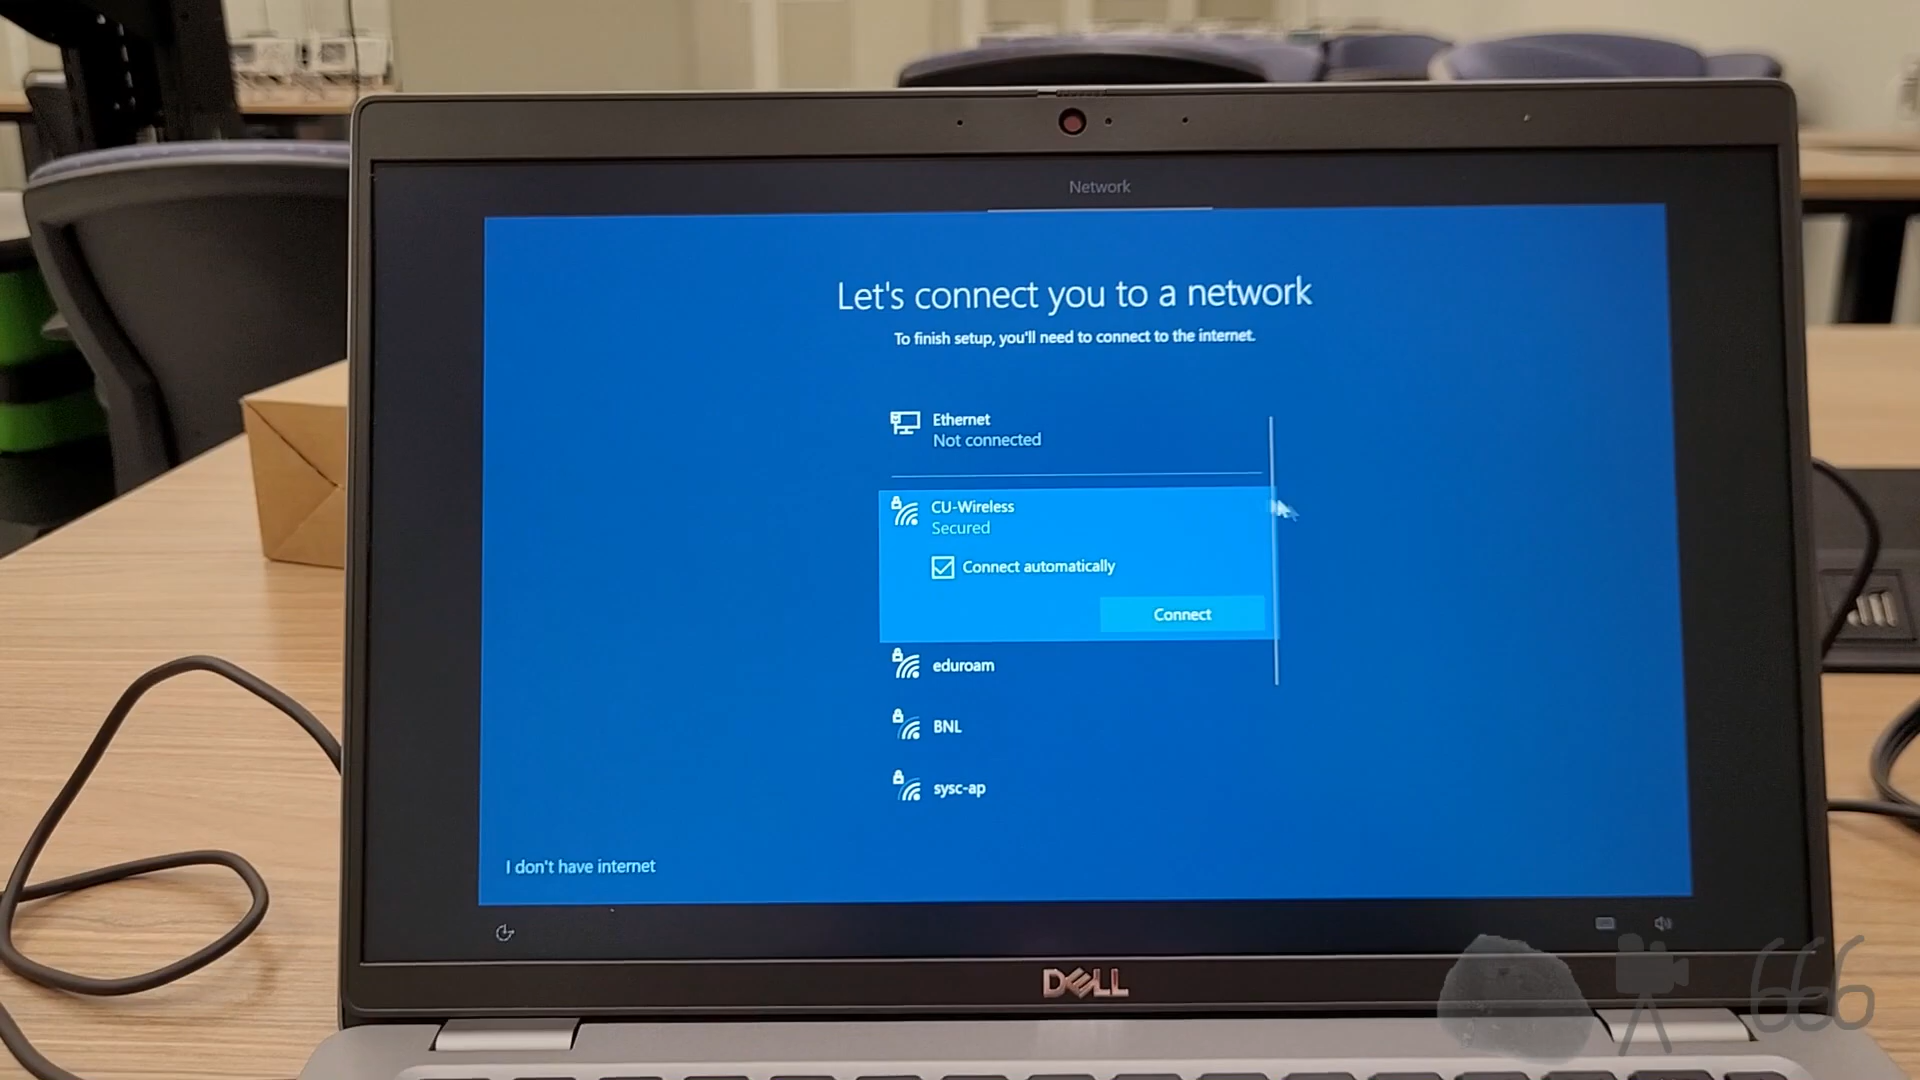 Network
Let's connect you to a network
To finish setup, you'll need to connect to the internet.
Ethernet
Not connected
CU-Wireless
Secured
Connect automatically
Connect
eduroam
BNL
sysc-ap
I don't have internet
DELL
666